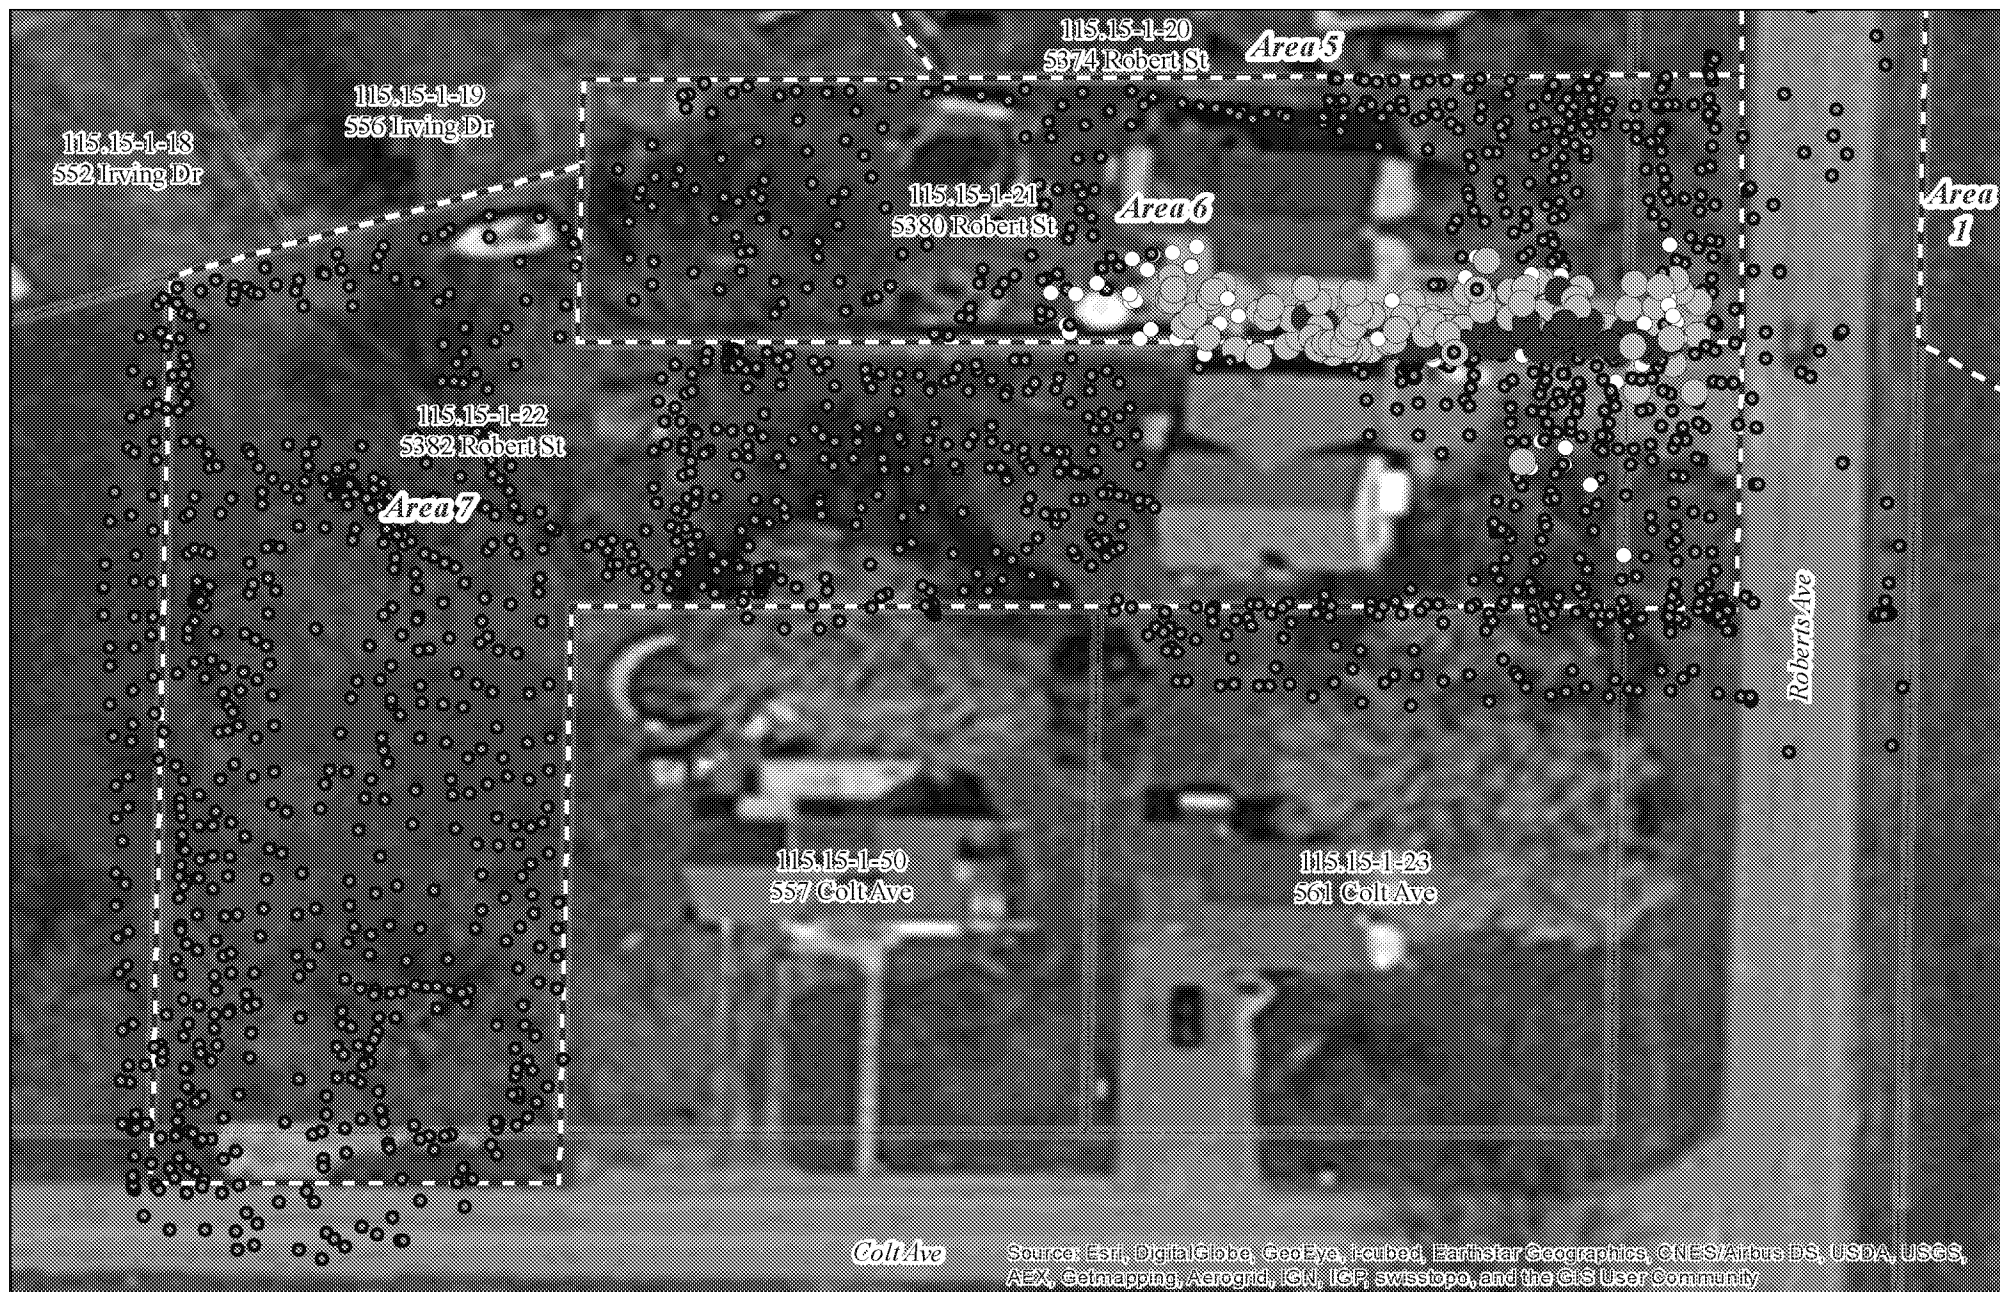 115.15-1-20
5374 Robert St
Area 5
115.15-1-19
556 Irving Dr
115.15-1-18
552 Irving Dr
115.15-1-21
5380 Robert St
Area 6
Area
1
115.15-1-22
5382 Robert St
Area 7
Roberts Ave
115.15-1-50
557 Colt Ave
115.15-1-23
561 Colt Ave
Colt Ave
Source: Esri, DigitalGlobe, GeoEye, i-cubed, Earthstar Geographics, CNES/Airbus DS, USDA, USGS,
AEX, Getmapping, Aerogrid, IGN, IGP, swisstopo, and the GIS User Community